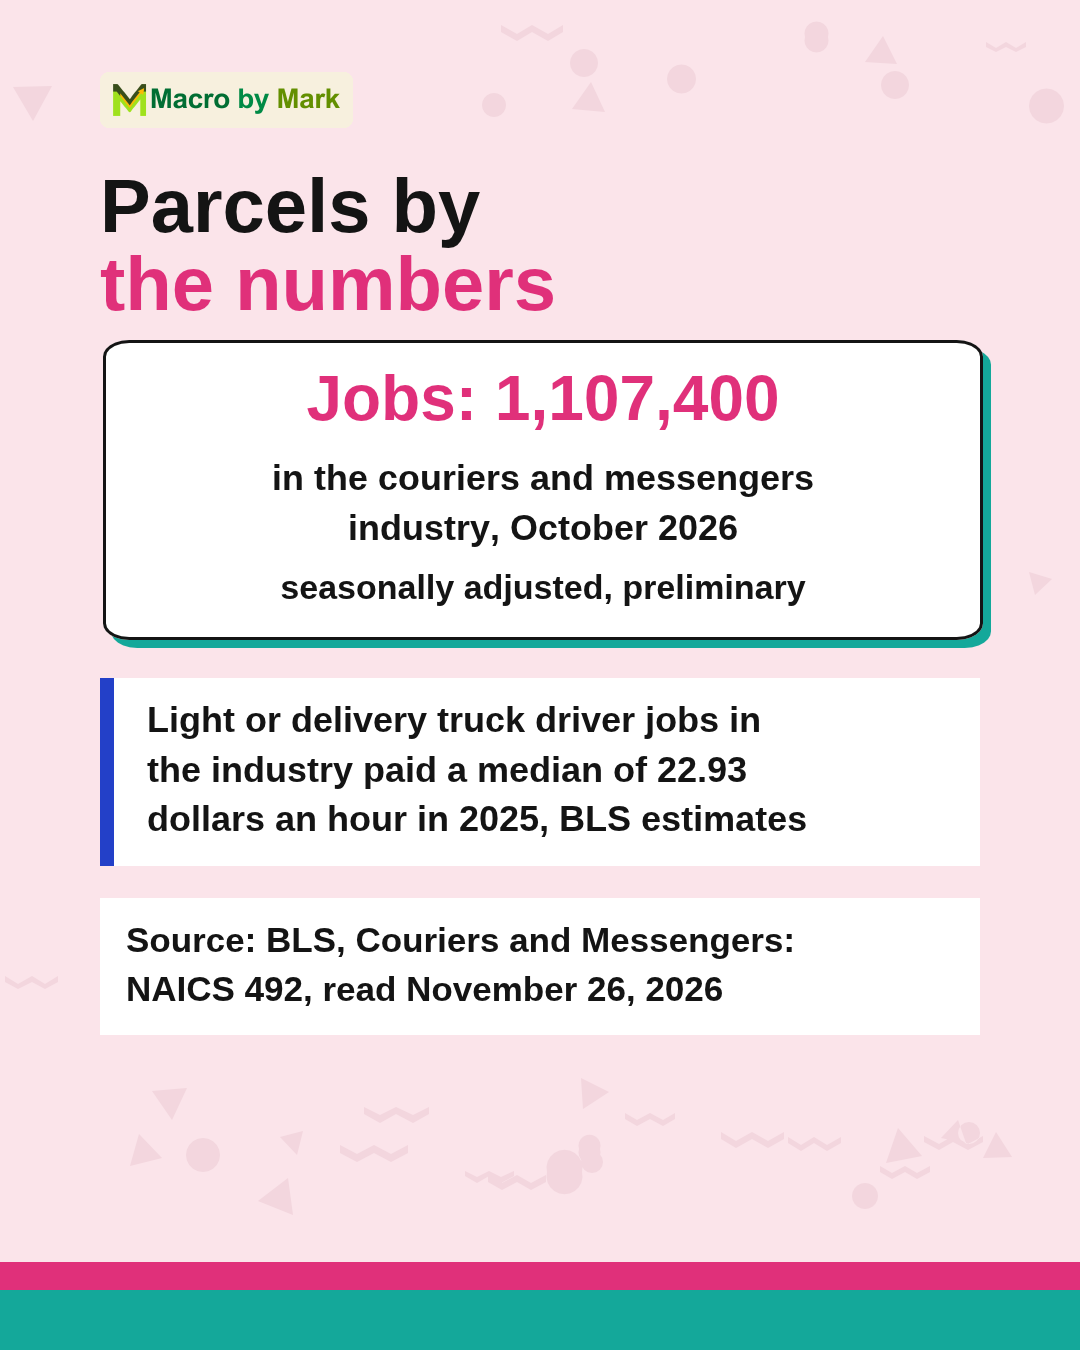 Macro by Mark
Parcels by
the numbers
Jobs: 1,107,400
in the couriers and messengers
industry, October 2026
seasonally adjusted, preliminary
Light or delivery truck driver jobs in
the industry paid a median of 22.93
dollars an hour in 2025, BLS estimates
Source: BLS, Couriers and Messengers:
NAICS 492, read November 26, 2026